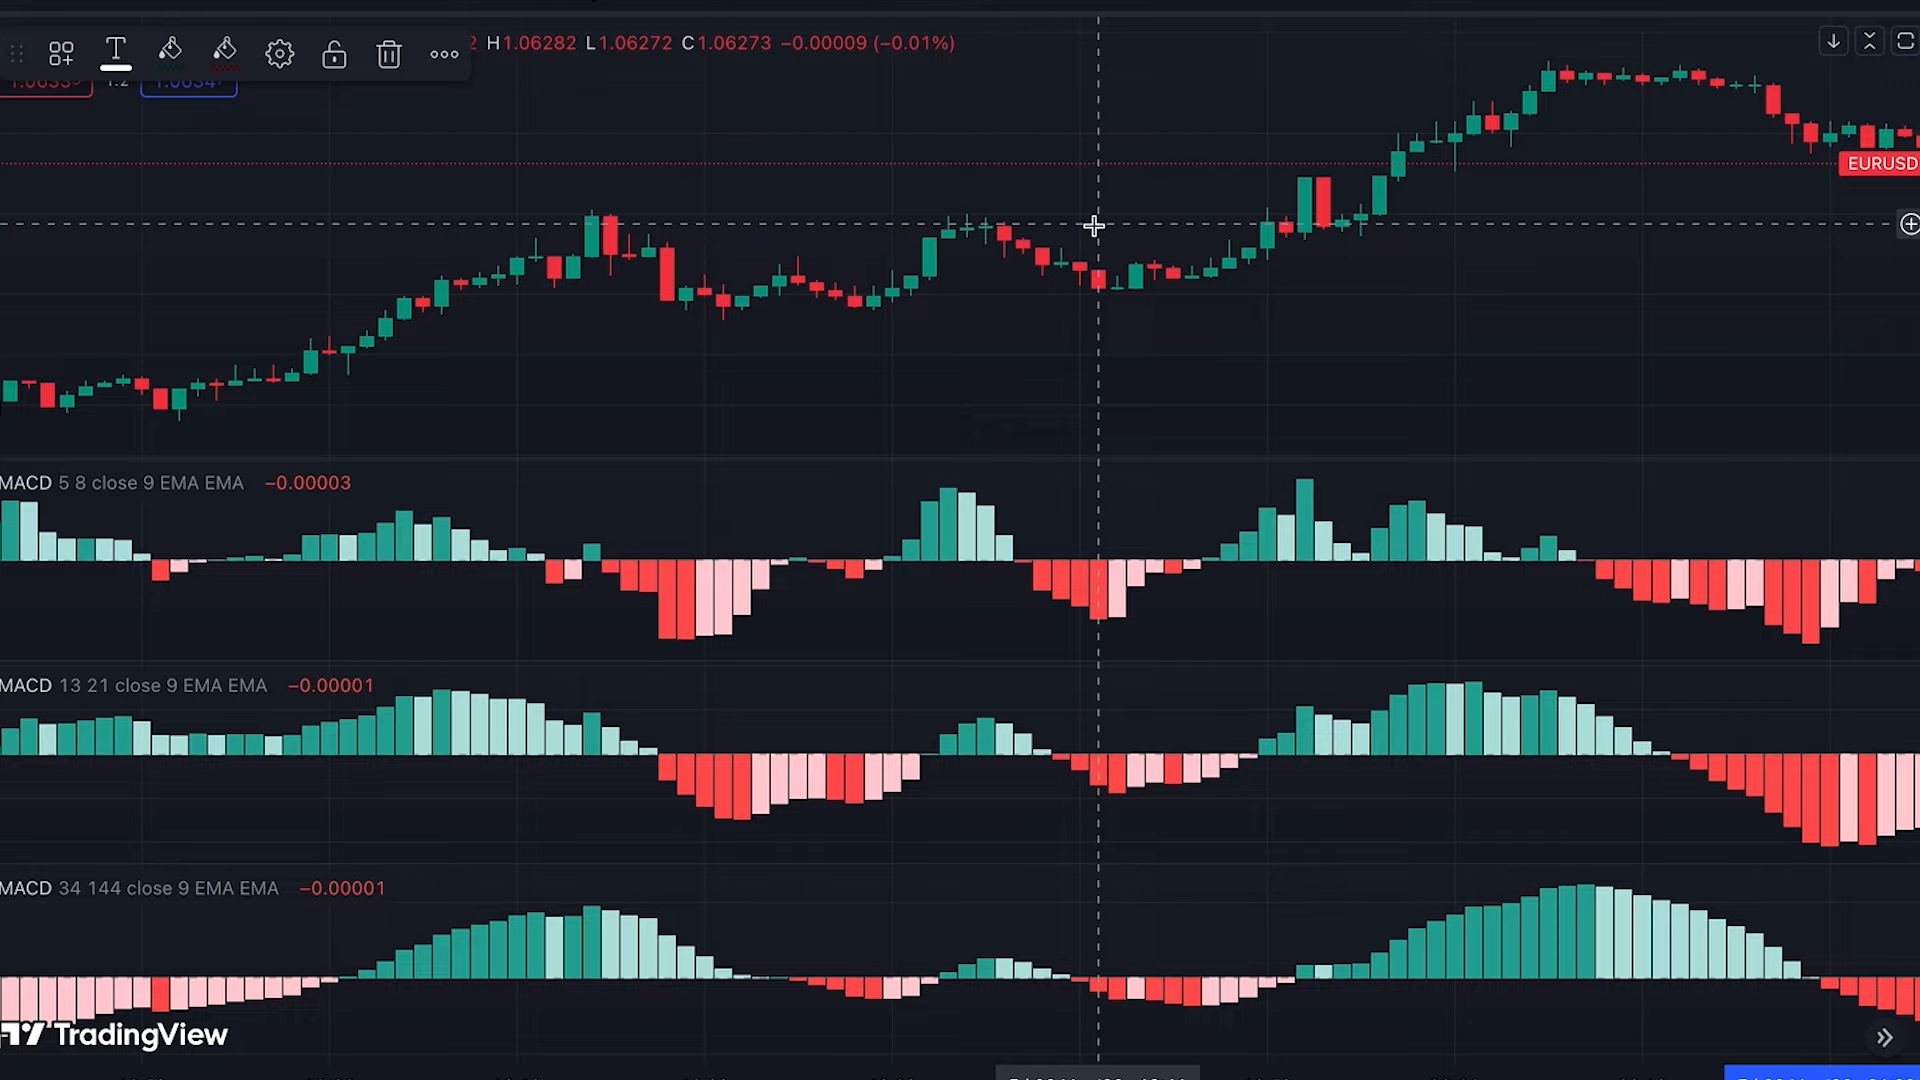 H1.06282 L1.06272 C1.06273 −0.00009 (−0.01%)
1.2
EURUSD
MACD 5 8 close 9 EMA EMA −0.00003
MACD 13 21 close 9 EMA EMA −0.00001
MACD 34 144 close 9 EMA EMA −0.00001
TradingView